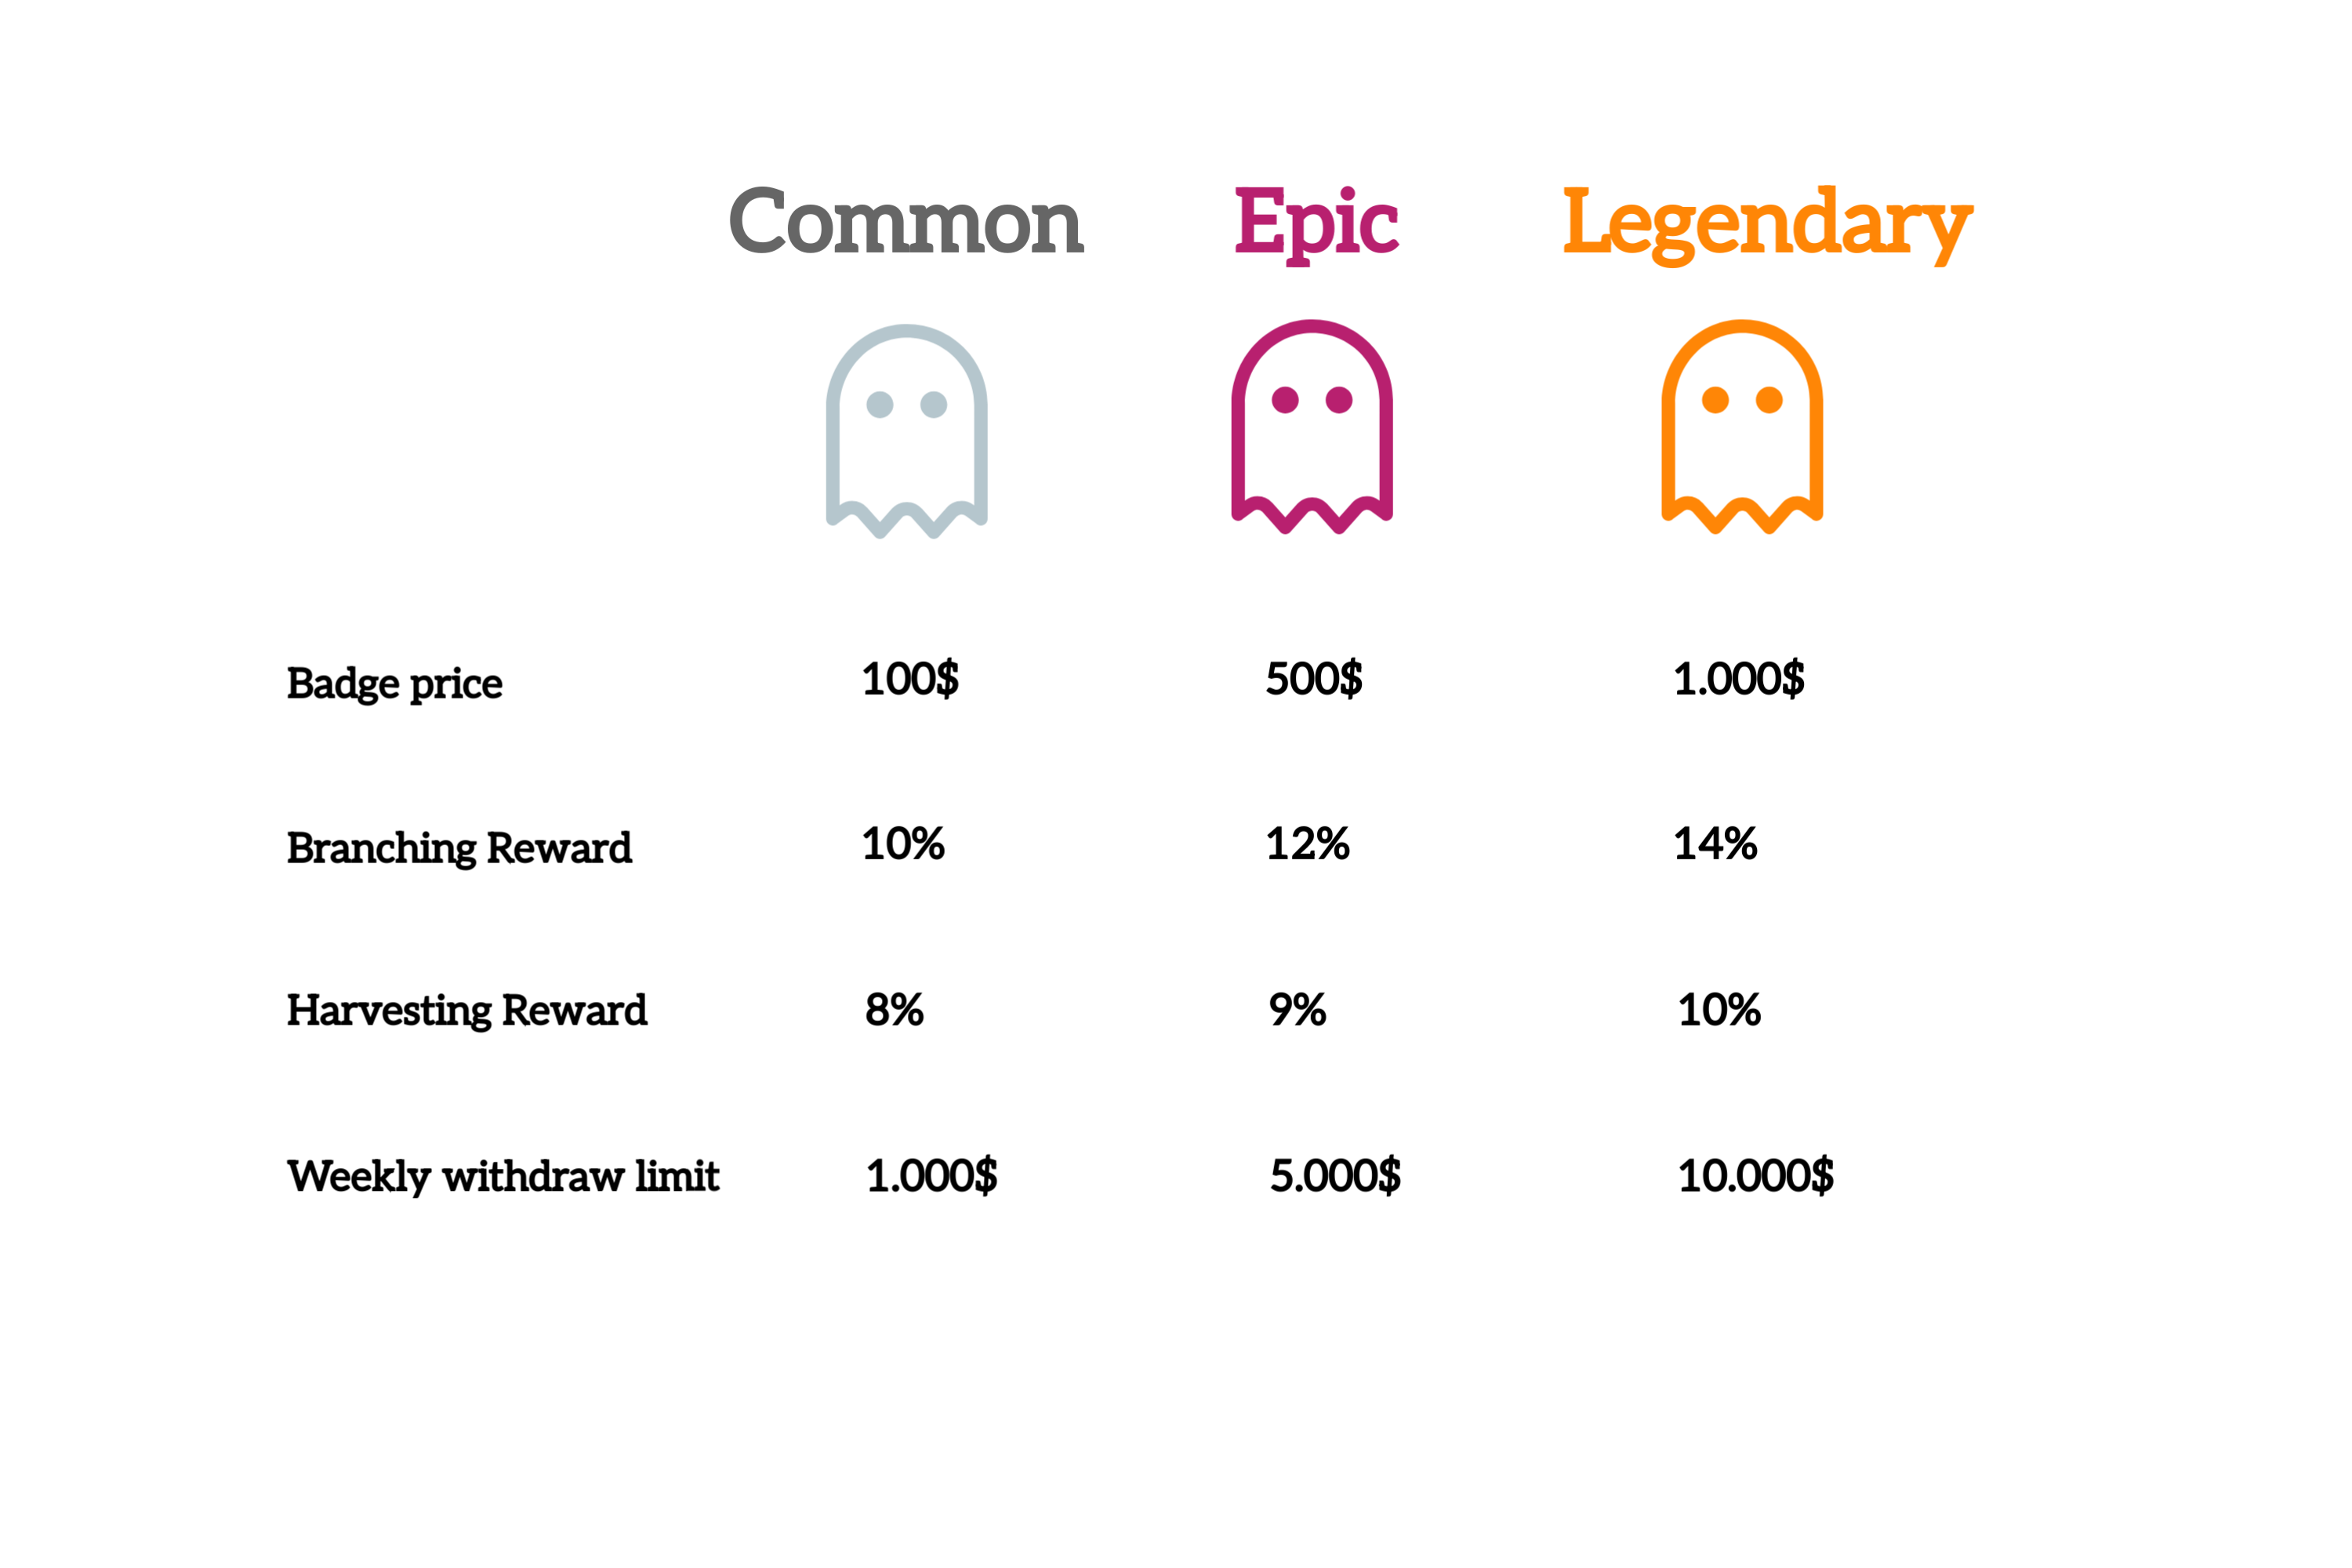 Common Epic Legendary
Badge price 100$ 500$ 1.000$
Branching Reward 10% 12% 14%
Harvesting Reward 8% 9% 10%
Weekly withdraw limit 1.000$ 5.000$ 10.000$